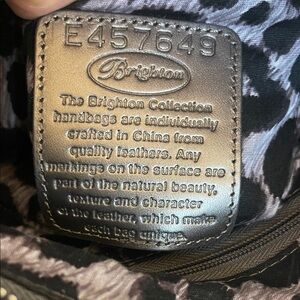 E457649
Brighton
The Brighton Collection
handbags are individually
crafted in China from
quality leathers. Any
markings on the surface are
part of the natural beauty,
texture and character
of the leather, which make
each bag unique.